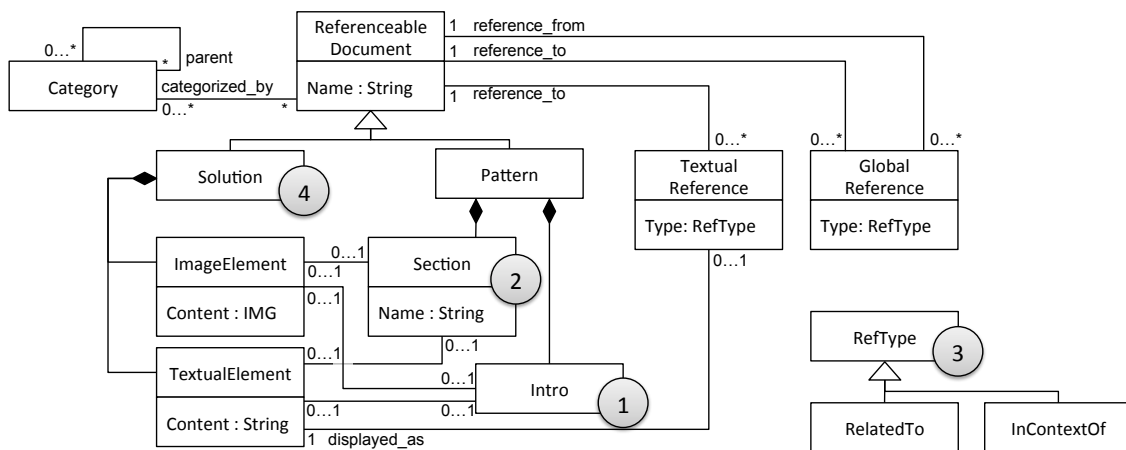 Referenceable
Document
Name : String
1 reference_from
1 reference_to
1 reference_to
0...*
parent
*
Category
categorized_by
0...*
*
0...*
0...*
0...*
Solution
4
Pattern
Textual
Reference
Type: RefType
Global
Reference
Type: RefType
ImageElement
Content : IMG
0...1
0...1
0...1
Section
2
Name : String
0...1
0...1
TextualElement
Content : String
0...1
0...1
0...1
0...1
Intro
1
1 displayed_as
0...1
RefType
3
RelatedTo
InContextOf